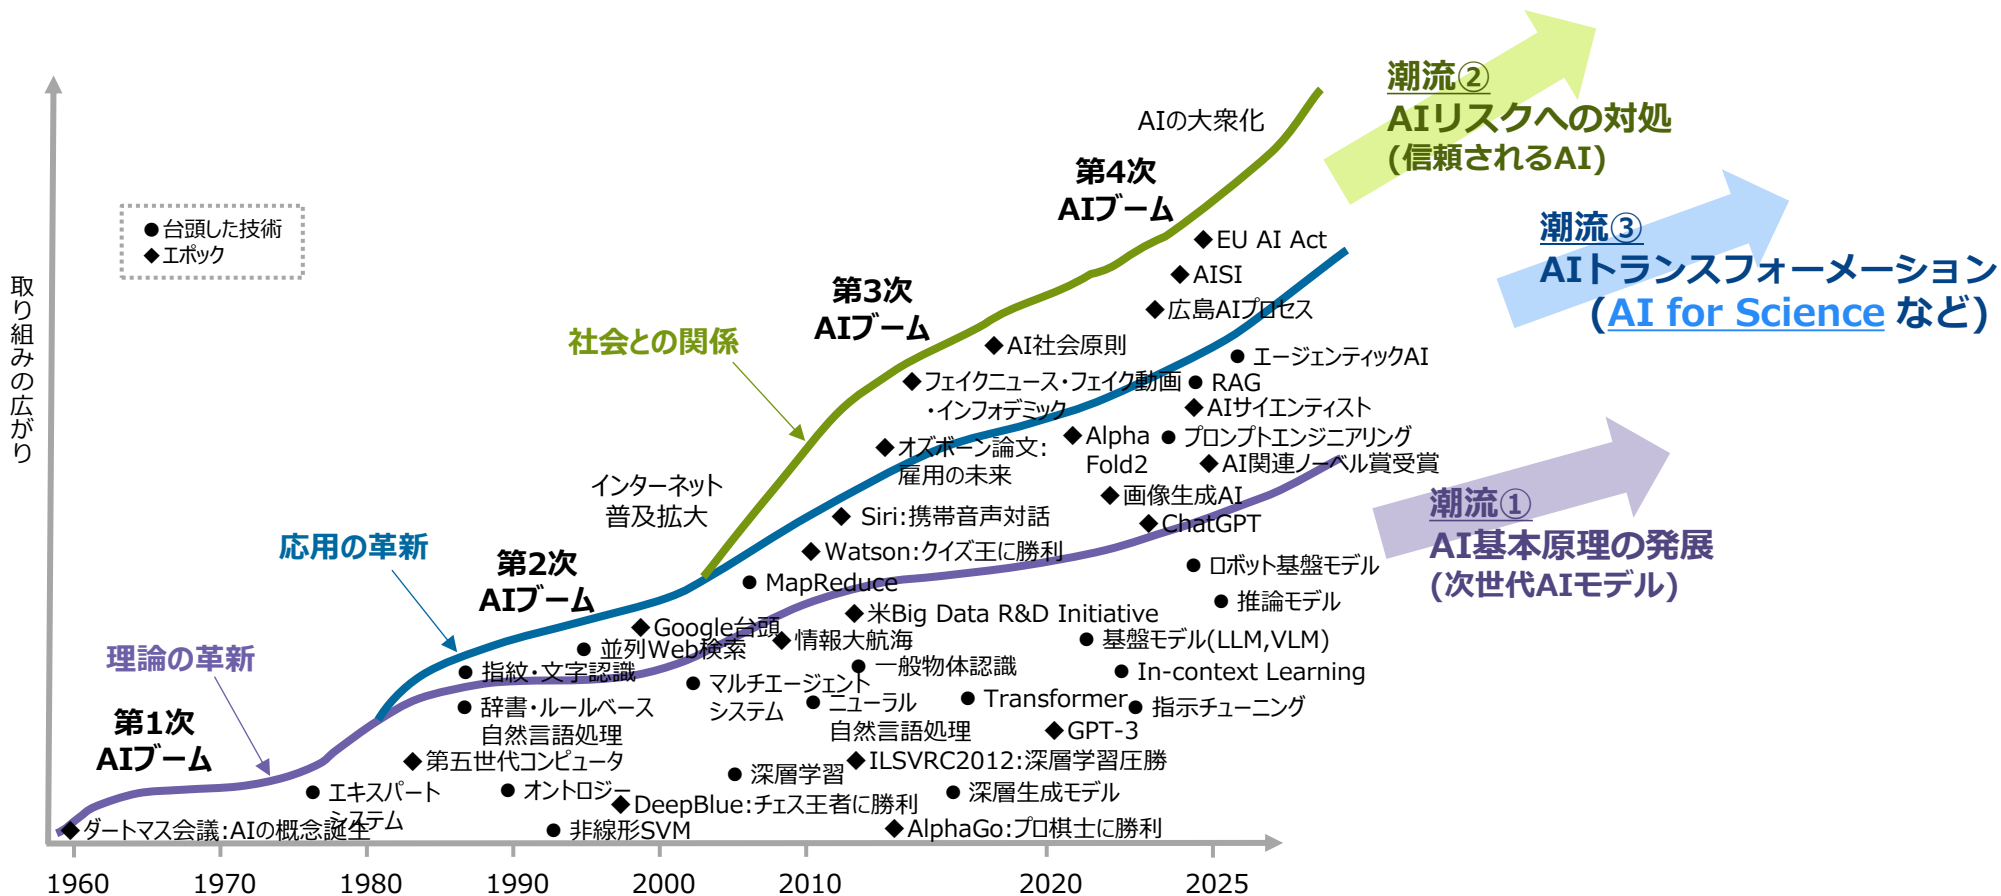 潮流②
AIリスクへの対処
(信頼されるAI)
AIの大衆化
第4次
AIブーム
潮流③
AIトランスフォーメーション
(AI for Science など)
●台頭した技術
◆エポック
取り組みの広がり
◆EU AI Act
◆AISI
◆広島AIプロセス
第3次
AIブーム
社会との関係
◆AI社会原則
● エージェンティックAI
◆フェイクニュース・フェイク動画
・インフォデミック
● RAG
◆AIサイエンティスト
◆オズボーン論文:
雇用の未来
◆Alpha
Fold2
● プロンプトエンジニアリング
◆AI関連ノーベル賞受賞
インターネット
普及拡大
◆画像生成AI
◆ChatGPT
潮流①
AI基本原理の発展
(次世代AIモデル)
◆ Siri:携帯音声対話
◆Watson:クイズ王に勝利
応用の革新
第2次
AIブーム
● MapReduce
● ロボット基盤モデル
● 推論モデル
◆米Big Data R&D Initiative
◆Google台頭
◆情報大航海
● 並列Web検索
● 基盤モデル(LLM,VLM)
理論の革新
● 指紋・文字認識
● 一般物体認識
● In-context Learning
● マルチエージェント
システム
● ニューラル
自然言語処理
● Transformer
● 指示チューニング
● 辞書・ルールベース
自然言語処理
◆GPT-3
第1次
AIブーム
◆第五世代コンピュータ
◆ILSVRC2012:深層学習圧勝
● 深層学習
● エキスパート
システム
● オントロジー
● 深層生成モデル
◆DeepBlue:チェス王者に勝利
◆ダートマス会議:AIの概念誕生
● 非線形SVM
◆AlphaGo:プロ棋士に勝利
1960 1970 1980 1990 2000 2010 2020 2025